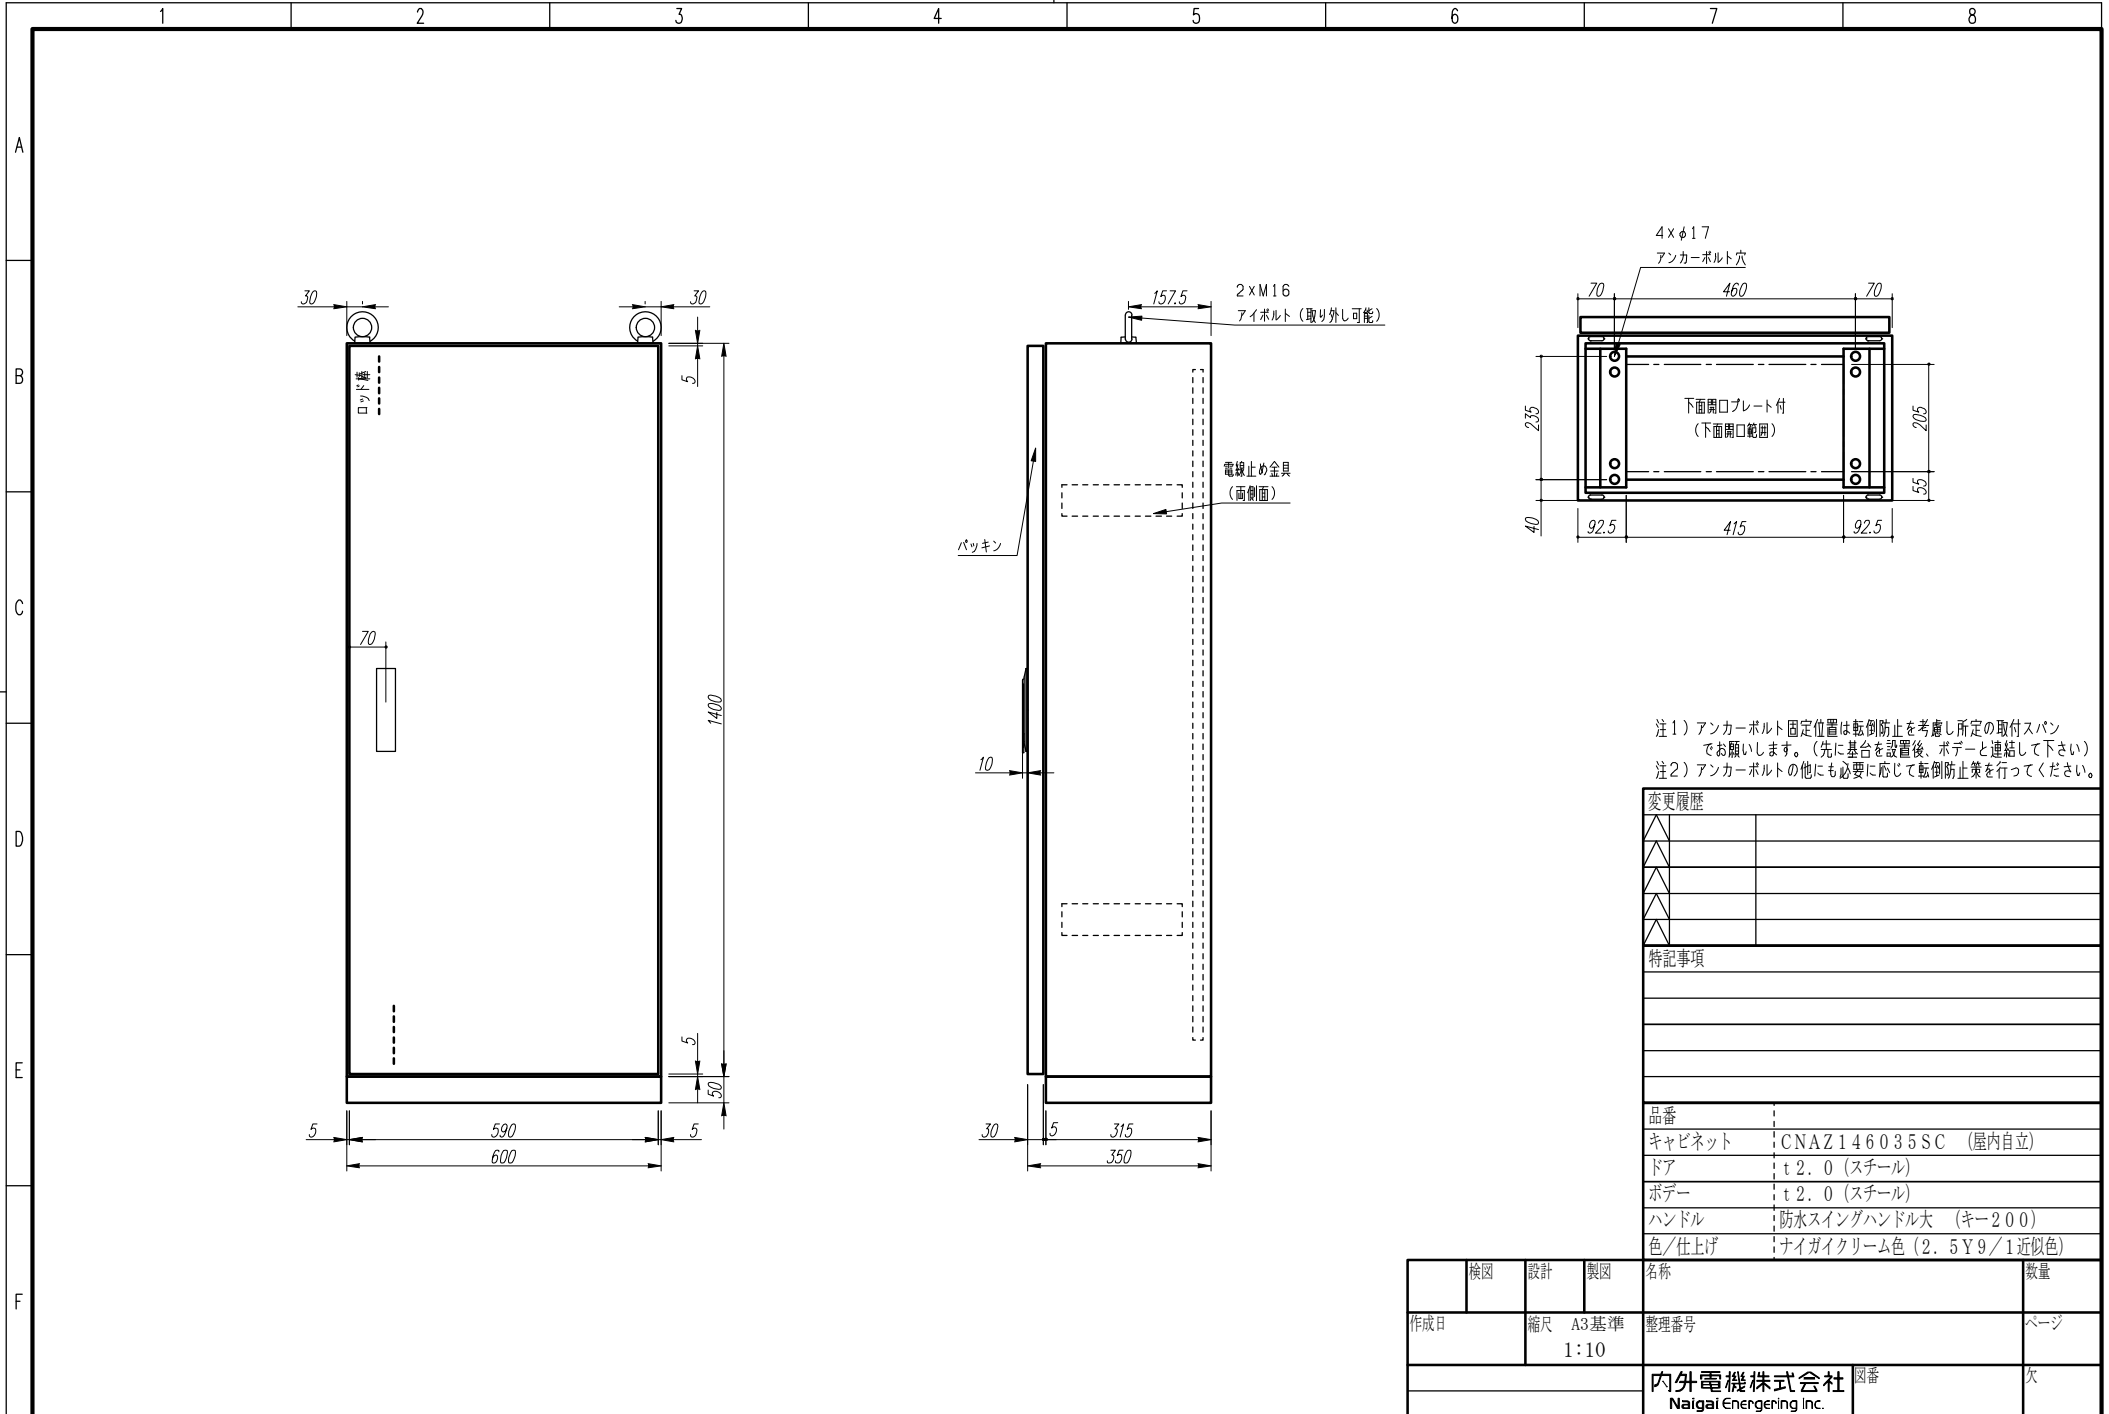 1 2 3 4 5 6 7 8
A
B
C
D
E
F
30
30
ロッド棒
5
70
1400
5
50
5
590
5
600
157.5
2×M16
アイボルト（取り外し可能）
電線止め金具
（両側面）
パッキン
10
30
5
315
350
4×φ17
アンカーボルト穴
70
460
70
235
40
下面開口プレート付
（下面開口範囲）
205
55
92.5
415
92.5
注1）アンカーボルト固定位置は転倒防止を考慮し所定の取付スパン
でお願いします。（先に基台を設置後、ボデーと連結して下さい）
注2）アンカーボルトの他にも必要に応じて転倒防止策を行ってください。
変更履歴
特記事項
品番
キャビネット CNAZ146035SC （屋内自立）
ドア t2.0（スチール）
ボデー t2.0（スチール）
ハンドル 防水スイングハンドル大 （キー200）
色／仕上げ ナイガイクリーム色（2.5Y9／1近似色）
検図 設計 製図 名称 数量
作成日 縮尺 A3基準 整理番号 ページ
1:10
内外電機株式会社 図番 欠
Naigai Energering Inc.